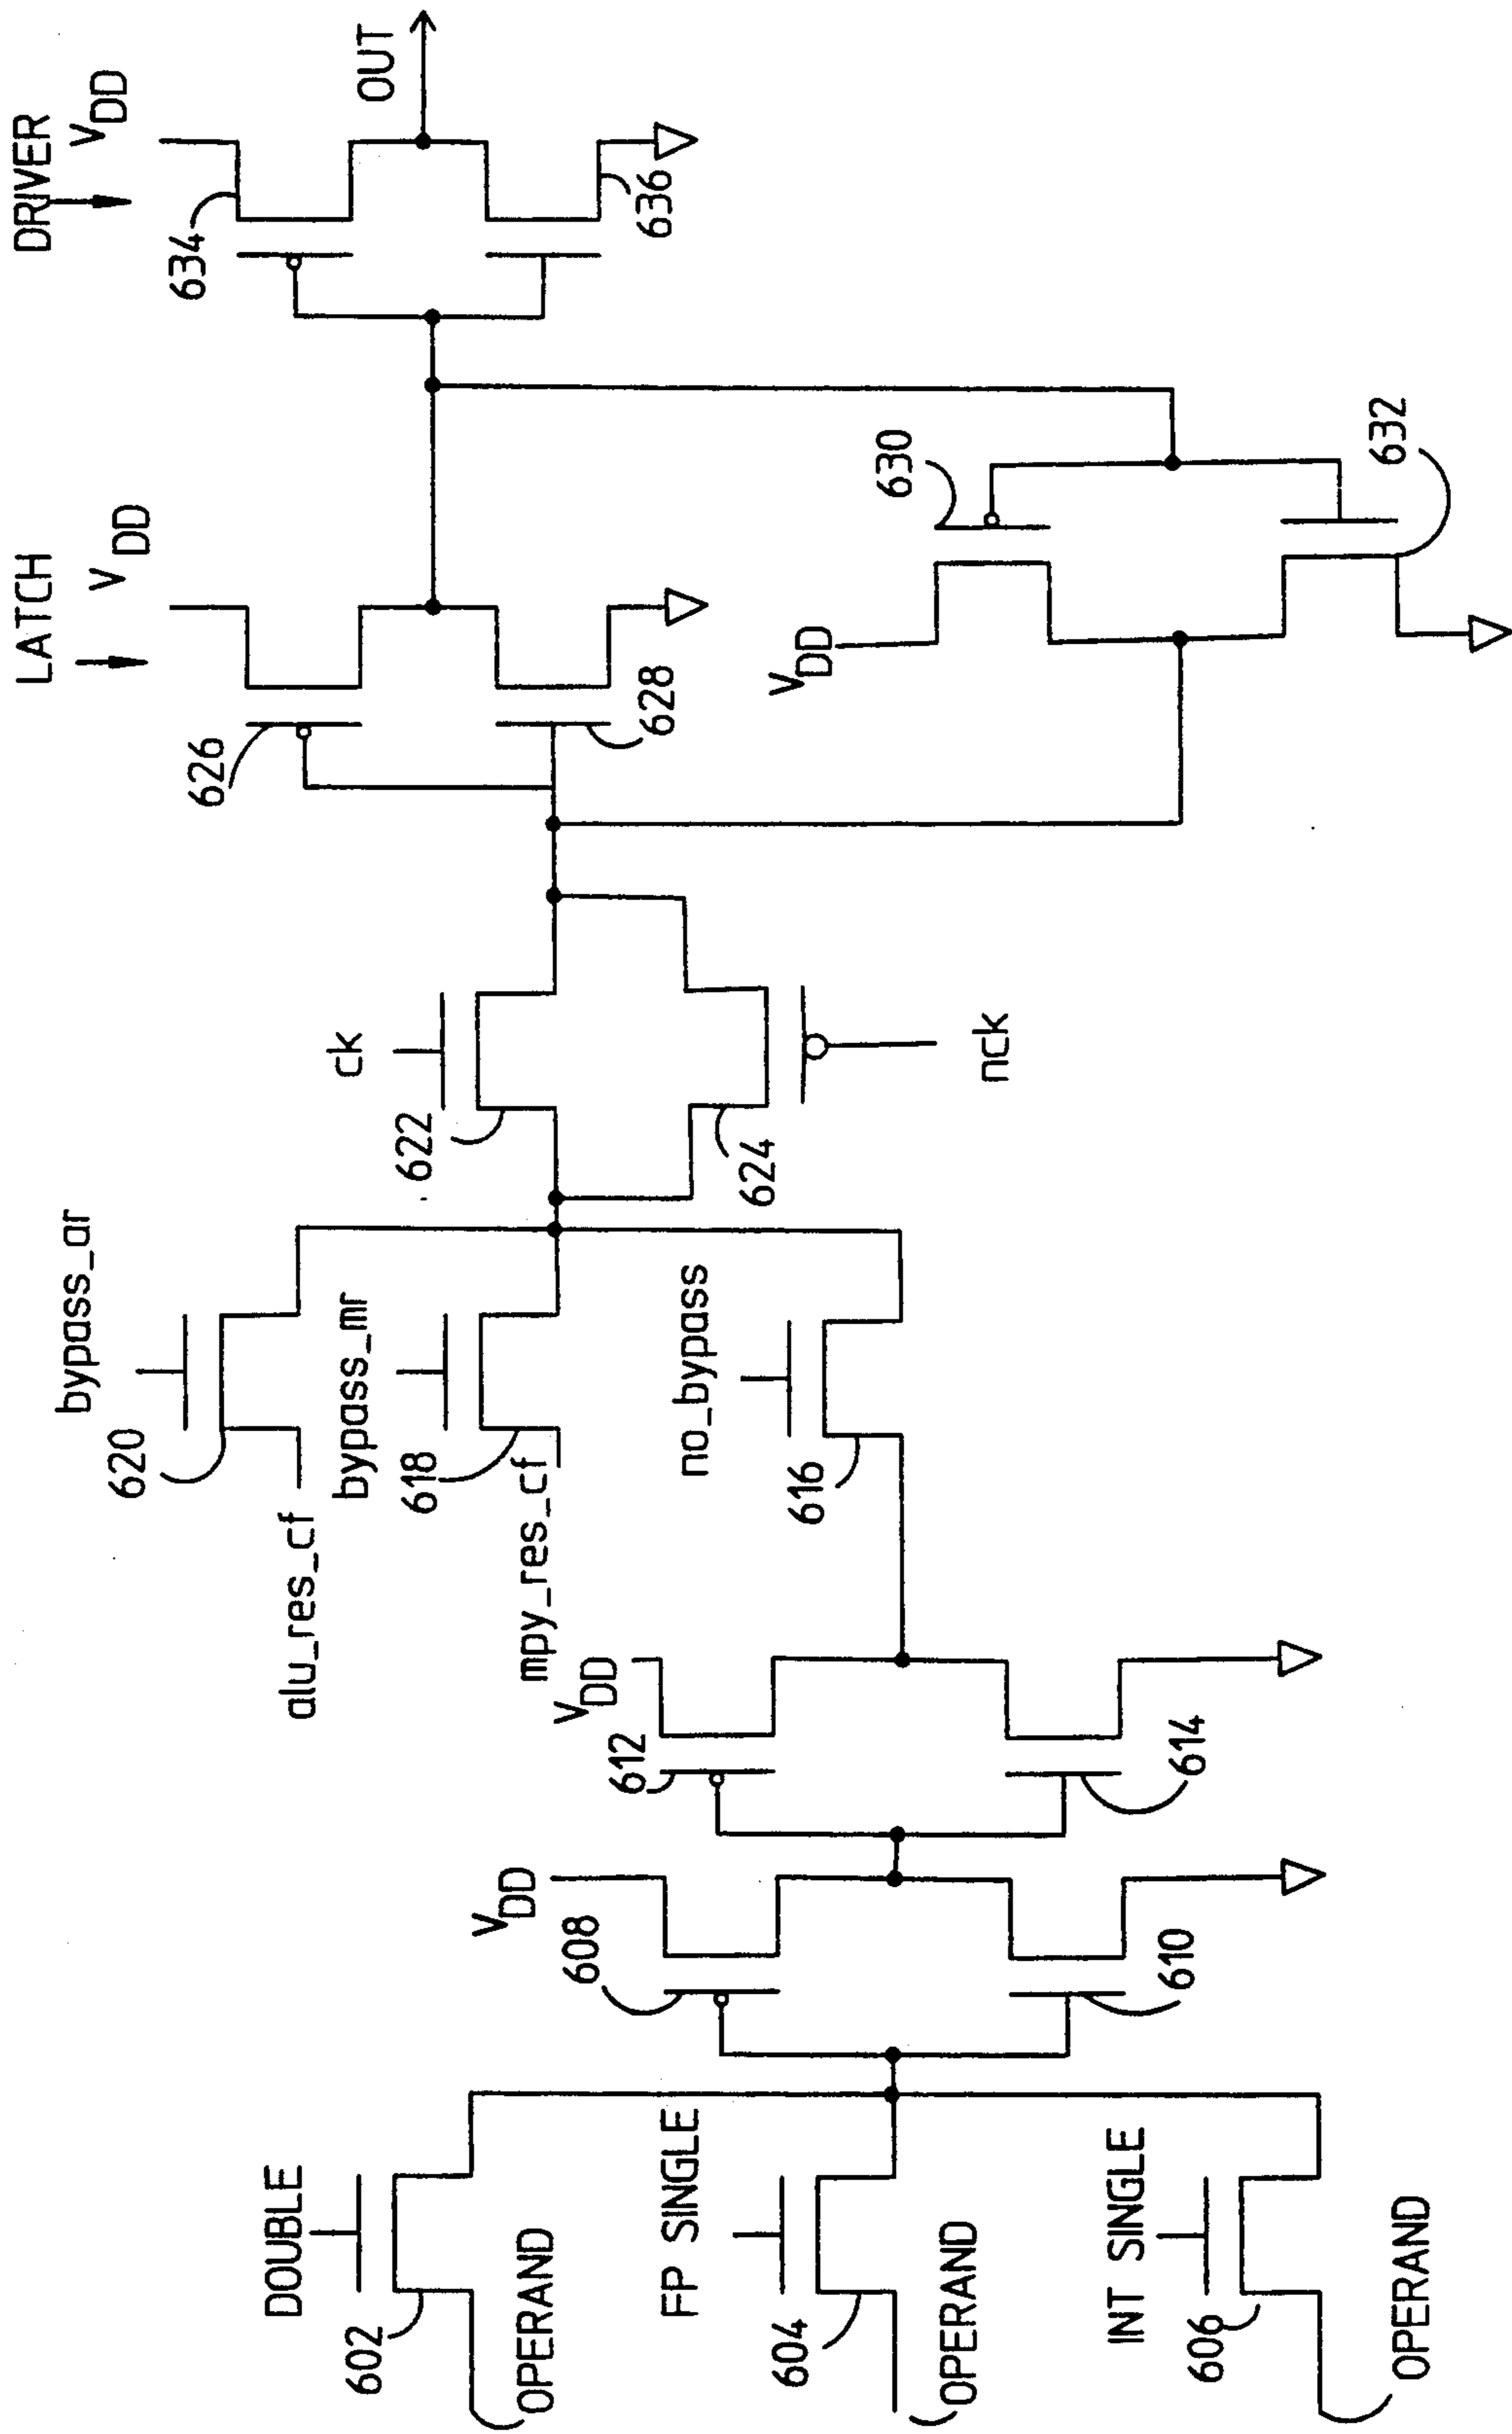 DOUBLE
602
OPERAND
FP SINGLE
604
OPERAND
INT SINGLE
606
OPERAND
VDD
608
610
VDD
612
614
bypass_ar
620
alu_res_cf
bypass_mr
618
mpy_res_cf
no_bypass
616
ck
622
624
nck
LATCH
VDD
626
628
VDD
630
632
DRIVER
VDD
634
636
OUT